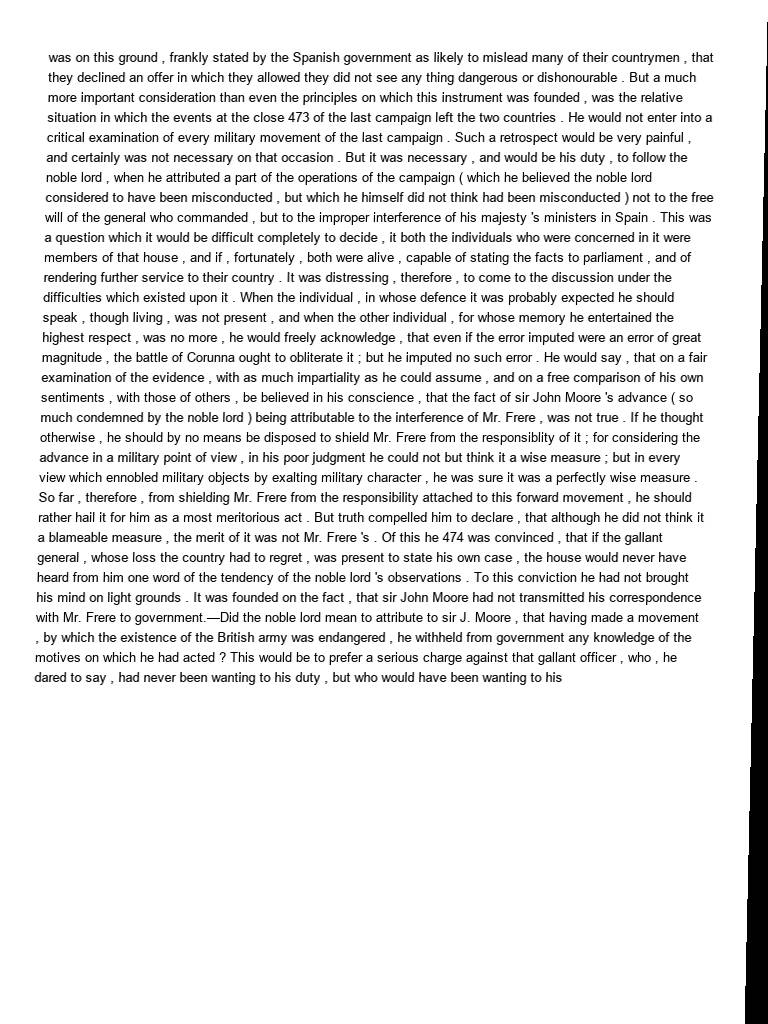 was on this ground , frankly stated by the Spanish government as likely to mislead many of their countrymen , that
they declined an offer in which they allowed they did not see any thing dangerous or dishonourable . But a much
more important consideration than even the principles on which this instrument was founded , was the relative
situation in which the events at the close 473 of the last campaign left the two countries . He would not enter into a
critical examination of every military movement of the last campaign . Such a retrospect would be very painful ,
and certainly was not necessary on that occasion . But it was necessary , and would be his duty , to follow the
noble lord , when he attributed a part of the operations of the campaign ( which he believed the noble lord
considered to have been misconducted , but which he himself did not think had been misconducted ) not to the free
will of the general who commanded , but to the improper interference of his majesty 's ministers in Spain . This was
a question which it would be difficult completely to decide , it both the individuals who were concerned in it were
members of that house , and if , fortunately , both were alive , capable of stating the facts to parliament , and of
rendering further service to their country . It was distressing , therefore , to come to the discussion under the
difficulties which existed upon it . When the individual , in whose defence it was probably expected he should
speak , though living , was not present , and when the other individual , for whose memory he entertained the
highest respect , was no more , he would freely acknowledge , that even if the error imputed were an error of great
magnitude , the battle of Corunna ought to obliterate it ; but he imputed no such error . He would say , that on a fair
examination of the evidence , with as much impartiality as he could assume , and on a free comparison of his own
sentiments , with those of others , be believed in his conscience , that the fact of sir John Moore 's advance ( so
much condemned by the noble lord ) being attributable to the interference of Mr. Frere , was not true . If he thought
otherwise , he should by no means be disposed to shield Mr. Frere from the responsiblity of it ; for considering the
advance in a military point of view , in his poor judgment he could not but think it a wise measure ; but in every
view which ennobled military objects by exalting military character , he was sure it was a perfectly wise measure .
So far , therefore , from shielding Mr. Frere from the responsibility attached to this forward movement , he should
rather hail it for him as a most meritorious act . But truth compelled him to declare , that although he did not think it
a blameable measure , the merit of it was not Mr. Frere 's . Of this he 474 was convinced , that if the gallant
general , whose loss the country had to regret , was present to state his own case , the house would never have
heard from him one word of the tendency of the noble lord 's observations . To this conviction he had not brought
his mind on light grounds . It was founded on the fact , that sir John Moore had not transmitted his correspondence
with Mr. Frere to government.—Did the noble lord mean to attribute to sir J. Moore , that having made a movement
, by which the existence of the British army was endangered , he withheld from government any knowledge of the
motives on which he had acted ? This would be to prefer a serious charge against that gallant officer , who , he
dared to say , had never been wanting to his duty , but who would have been wanting to his